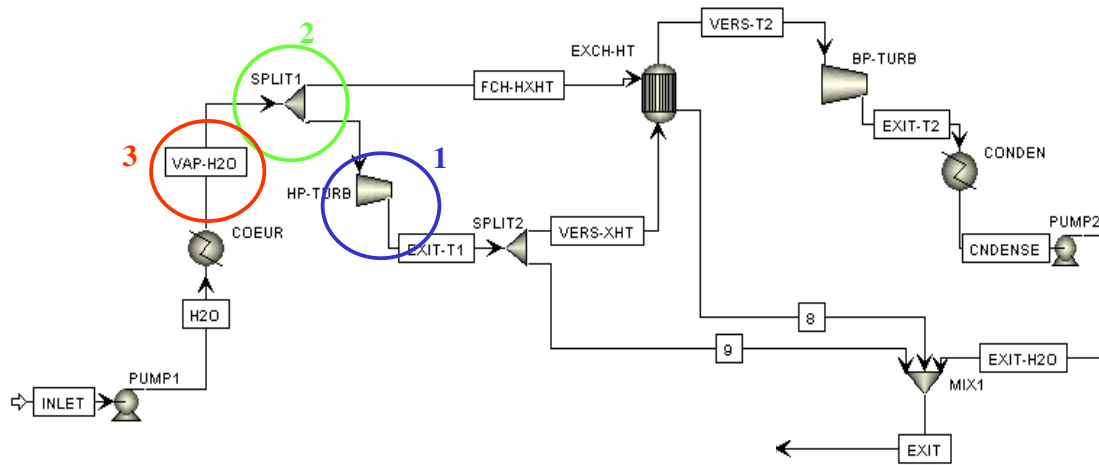 2
VERS-T2
EXCH-HT
BP-TURB
SPLIT1
FCH-HXHT
EXIT-T2
3
VAP-H2O
1
CONDEN
HP-TURB
SPLIT2
VERS-XHT
COEUR
EXIT-T1
PUMP2
CNDENSE
H2O
8
9
EXIT-H2O
PUMP1
MIX1
INLET
EXIT